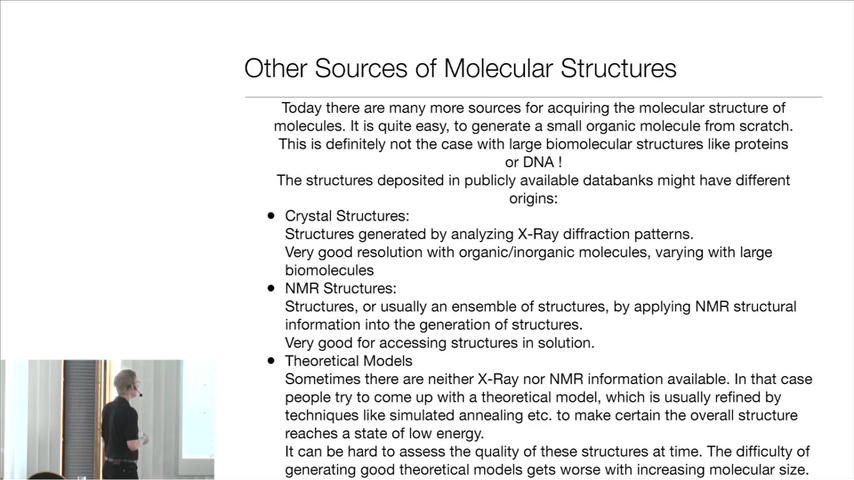 Other Sources of Molecular Structures
Today there are many more sources for acquiring the molecular structure of
molecules. It is quite easy, to generate a small organic molecule from scratch.
This is definitely not the case with large biomolecular structures like proteins
or DNA !
The structures deposited in publicly available databanks might have different
origins:
• Crystal Structures:
Structures generated by analyzing X-Ray diffraction patterns.
Very good resolution with organic/inorganic molecules, varying with large
biomolecules
• NMR Structures:
Structures, or usually an ensemble of structures, by applying NMR structural
information into the generation of structures.
Very good for accessing structures in solution.
• Theoretical Models
Sometimes there are neither X-Ray nor NMR information available. In that case
people try to come up with a theoretical model, which is usually refined by
techniques like simulated annealing etc. to make certain the overall structure
reaches a state of low energy.
It can be hard to assess the quality of these structures at time. The difficulty of
generating good theoretical models gets worse with increasing molecular size.